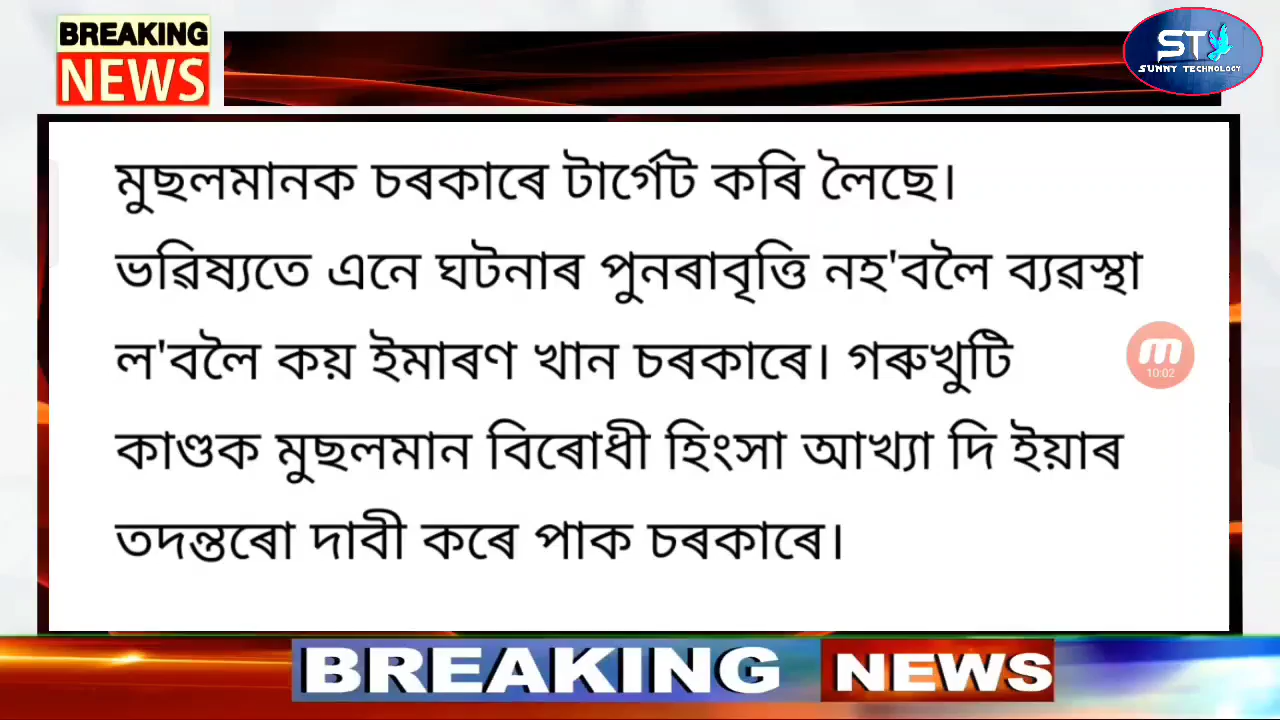 BREAKING
NEWS
ST
SUNNY TECHNOLOGY
মুছলমানক চৰকাৰে টাৰ্গেট কৰি লৈছে।
ভৱিষ্যতে এনে ঘটনাৰ পুনৰাবৃত্তি নহ'বলৈ ব্যৱস্থা
ল'বলৈ কয় ইমাৰণ খান চৰকাৰে। গৰুখুটি
কাণ্ডক মুছলমান বিৰোধী হিংসা আখ্যা দি ইয়াৰ
তদন্তৰো দাবী কৰে পাক চৰকাৰে।
10:02
BREAKING NEWS